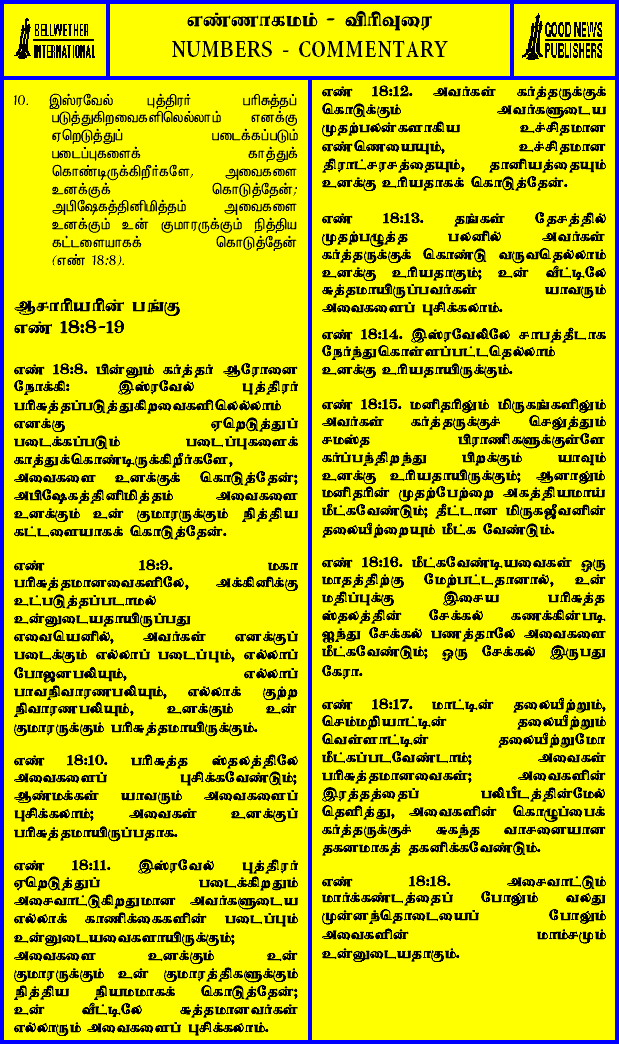 BELLWETHER
INTERNATIONAL
எண்ணாகமம் - விரிவுரை
NUMBERS - COMMENTARY
GOOD NEWS
PUBLISHERS
10. இஸ்ரவேல் புத்திரர் பரிசுத்தப்
படுத்துகிறவைகளிலெல்லாம் எனக்கு
ஏறெடுத்துப் படைக்கப்படும்
படைப்புகளைக் காத்துக்
கொண்டிருக்கிறீர்களே, அவைகளை
உனக்குக் கொடுத்தேன்;
அபிஷேகத்தினிமித்தம் அவைகளை
உனக்கும் உன் குமாரருக்கும் நித்திய
கட்டளையாகக் கொடுத்தேன்
(எண் 18:8).
ஆசாரியரின் பங்கு
எண் 18:8-19
எண் 18:8. பின்னும் கர்த்தர் ஆரோனை
நோக்கி: இஸ்ரவேல் புத்திரர்
பரிசுத்தப்படுத்துகிறவைகளிலெல்லாம்
எனக்கு ஏறெடுத்துப்
படைக்கப்படும் படைப்புகளைக்
காத்துக்கொண்டிருக்கிறீர்களே,
அவைகளை உனக்குக் கொடுத்தேன்;
அபிஷேகத்தினிமித்தம் அவைகளை
உனக்கும் உன் குமாரருக்கும் நித்திய
கட்டளையாகக் கொடுத்தேன்.
எண் 18:9. மகா
பரிசுத்தமானவைகளிலே, அக்கினிக்கு
உட்படுத்தப்படாமல்
உன்னுடையதாயிருப்பது
எவையெனில், அவர்கள் எனக்குப்
படைக்கும் எல்லாப் படைப்பும், எல்லாப்
போஜனபலியும், எல்லாப்
பாவநிவாரணபலியும், எல்லாக் குற்ற
நிவாரணபலியும், உனக்கும் உன்
குமாரருக்கும் பரிசுத்தமாயிருக்கும்.
எண் 18:10. பரிசுத்த ஸ்தலத்திலே
அவைகளைப் புசிக்கவேண்டும்;
ஆண்மக்கள் யாவரும் அவைகளைப்
புசிக்கலாம்; அவைகள் உனக்குப்
பரிசுத்தமாயிருப்பதாக.
எண் 18:11. இஸ்ரவேல் புத்திரர்
ஏறெடுத்துப் படைக்கிறதும்
அசைவாட்டுகிறதுமான அவர்களுடைய
எல்லாக் காணிக்கைகளின் படைப்பும்
உன்னுடையவைகளாயிருக்கும்;
அவைகளை உனக்கும் உன்
குமாரருக்கும் உன் குமாரத்திகளுக்கும்
நித்திய நியமமாகக் கொடுத்தேன்;
உன் வீட்டிலே சுத்தமானவர்கள்
எல்லாரும் அவைகளைப் புசிக்கலாம்.
எண் 18:12. அவர்கள் கர்த்தருக்குக்
கொடுக்கும் அவர்களுடைய
முதற்பலன்களாகிய உச்சிதமான
எண்ணெயையும், உச்சிதமான
திராட்சரசத்தையும், தானியத்தையும்
உனக்கு உரியதாகக் கொடுத்தேன்.
எண் 18:13. தங்கள் தேசத்தில்
முதற்பழுத்த பலனில் அவர்கள்
கர்த்தருக்குக் கொண்டு வருவதெல்லாம்
உனக்கு உரியதாகும்; உன் வீட்டிலே
சுத்தமாயிருப்பவர்கள் யாவரும்
அவைகளைப் புசிக்கலாம்.
எண் 18:14. இஸ்ரவேலிலே சாபத்தீடாக
நேர்ந்துகொள்ளப்பட்டதெல்லாம்
உனக்கு உரியதாயிருக்கும்.
எண் 18:15. மனிதரிலும் மிருகங்களிலும்
அவர்கள் கர்த்தருக்குச் செலுத்தும்
சமஸ்த பிராணிகளுக்குள்ளே
கர்ப்பந்திறந்து பிறக்கும் யாவும்
உனக்கு உரியதாயிருக்கும்; ஆனாலும்
மனிதரின் முதற்பேற்றை அகத்தியமாய்
மீட்கவேண்டும்; தீட்டான மிருகஜீவனின்
தலையீற்றையும் மீட்க வேண்டும்.
எண் 18:16. மீட்கவேண்டியவைகள் ஒரு
மாதத்திற்கு மேற்பட்டதானால், உன்
மதிப்புக்கு இசைய பரிசுத்த
ஸ்தலத்தின் சேக்கல் கணக்கின்படி
ஐந்து சேக்கல் பணத்தாலே அவைகளை
மீட்கவேண்டும்; ஒரு சேக்கல் இருபது
கேரா.
எண் 18:17. மாட்டின் தலையீற்றும்,
செம்மறியாட்டின் தலையீற்றும்
வெள்ளாட்டின் தலையீற்றுமோ
மீட்கப்படவேண்டாம்; அவைகள்
பரிசுத்தமானவைகள்; அவைகளின்
இரத்தத்தைப் பலிபீடத்தின்மேல்
தெளித்து, அவைகளின் கொழுப்பைக்
கர்த்தருக்குச் சுகந்த வாசனையான
தகனமாகத் தகனிக்கவேண்டும்.
எண் 18:18. அசைவாட்டும்
மார்க்கண்டத்தைப் போலும் வலது
முன்னந்தொடையைப் போலும்
அவைகளின் மாம்சமும்
உன்னுடையதாகும்.